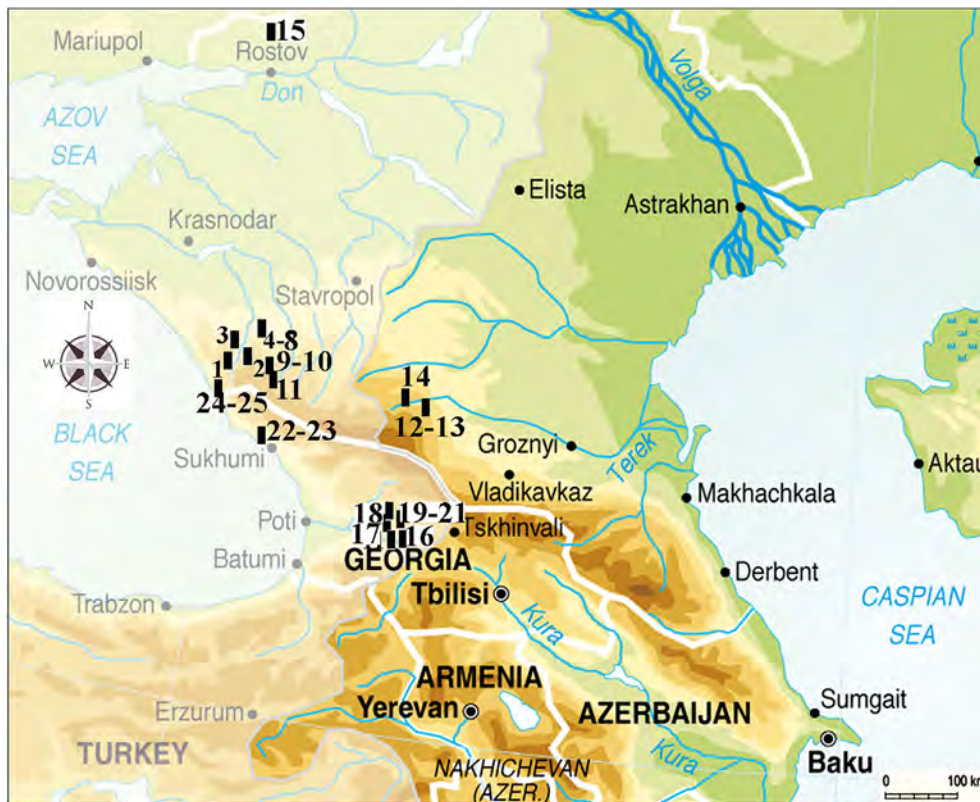 15
Mariupol
Rostov
Don
Volga
AZOV
SEA
Elista
Astrakhan
Krasnodar
Novorossiisk
Stavropol
N
W E
S
3
4-8
1
2
9-10
11
24-25
14
12-13
BLACK
SEA
22-23
Sukhumi
Groznyi
Terek
Vladikavkaz
Aktau
Makhachkala
18
19-21
Poti
17
16
Tskhinvali
GEORGIA
Batumi
Derbent
Tbilisi
Trabzon
Kura
CASPIAN
SEA
ARMENIA
Erzurum
Yerevan
AZERBAIJAN
Sumgait
TURKEY
Kura
Baku
NAKHICHEVAN
(AZER.)
0 100 km